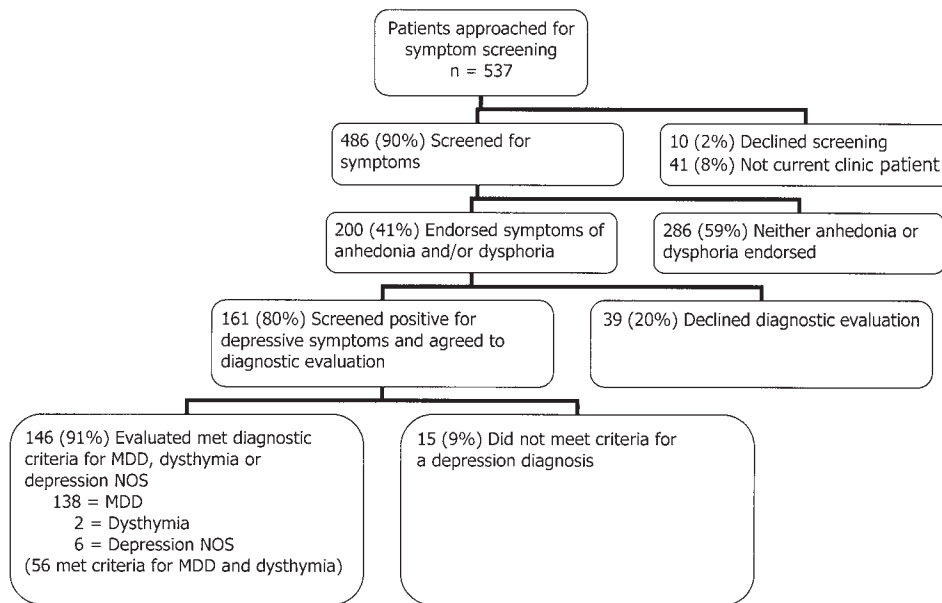 Patients approached for
symptom screening
n = 537
486 (90%) Screened for
symptoms
10 (2%) Declined screening
41 (8%) Not current clinic patient
200 (41%) Endorsed symptoms of
anhedonia and/or dysphoria
286 (59%) Neither anhedonia or
dysphoria endorsed
161 (80%) Screened positive for
depressive symptoms and agreed to
diagnostic evaluation
39 (20%) Declined diagnostic evaluation
146 (91%) Evaluated met diagnostic
criteria for MDD, dysthymia or
depression NOS
138 = MDD
2 = Dysthymia
6 = Depression NOS
(56 met criteria for MDD and dysthymia)
15 (9%) Did not meet criteria for
a depression diagnosis